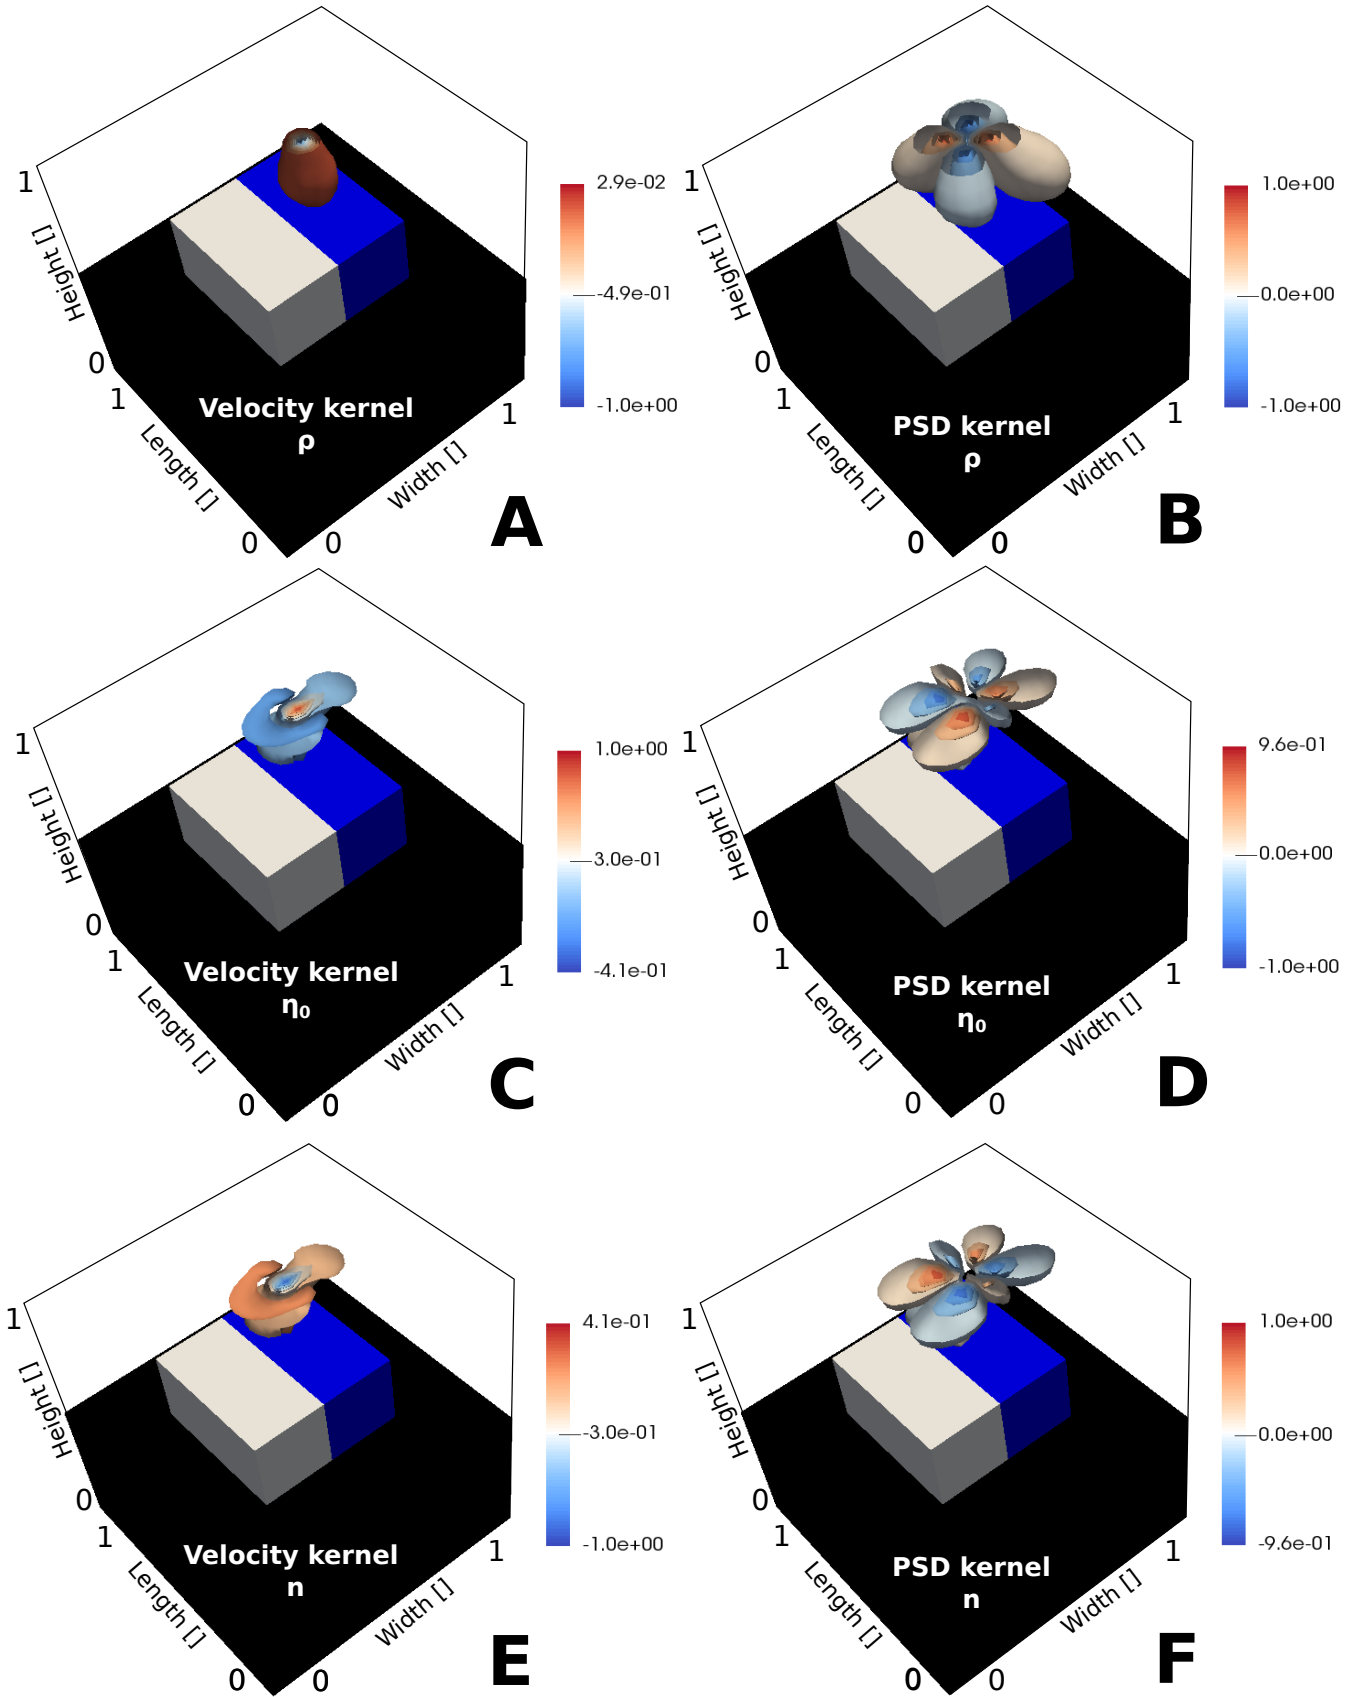 1
Height []
0
1
Length []
0
0
Width []
1
Velocity kernel
ρ
2.9e-02
-4.9e-01
-1.0e+00
A
1
Height []
0
1
Length []
0
0
Width []
1
PSD kernel
ρ
1.0e+00
0.0e+00
-1.0e+00
B
1
Height []
0
1
Length []
0
0
Width []
1
Velocity kernel
η₀
1.0e+00
3.0e-01
-4.1e-01
C
1
Height []
0
1
Length []
0
0
Width []
1
PSD kernel
η₀
9.6e-01
0.0e+00
-1.0e+00
D
1
Height []
0
1
Length []
0
0
Width []
1
Velocity kernel
n
4.1e-01
-3.0e-01
-1.0e+00
E
1
Height []
0
1
Length []
0
0
Width []
1
PSD kernel
n
1.0e+00
0.0e+00
-9.6e-01
F